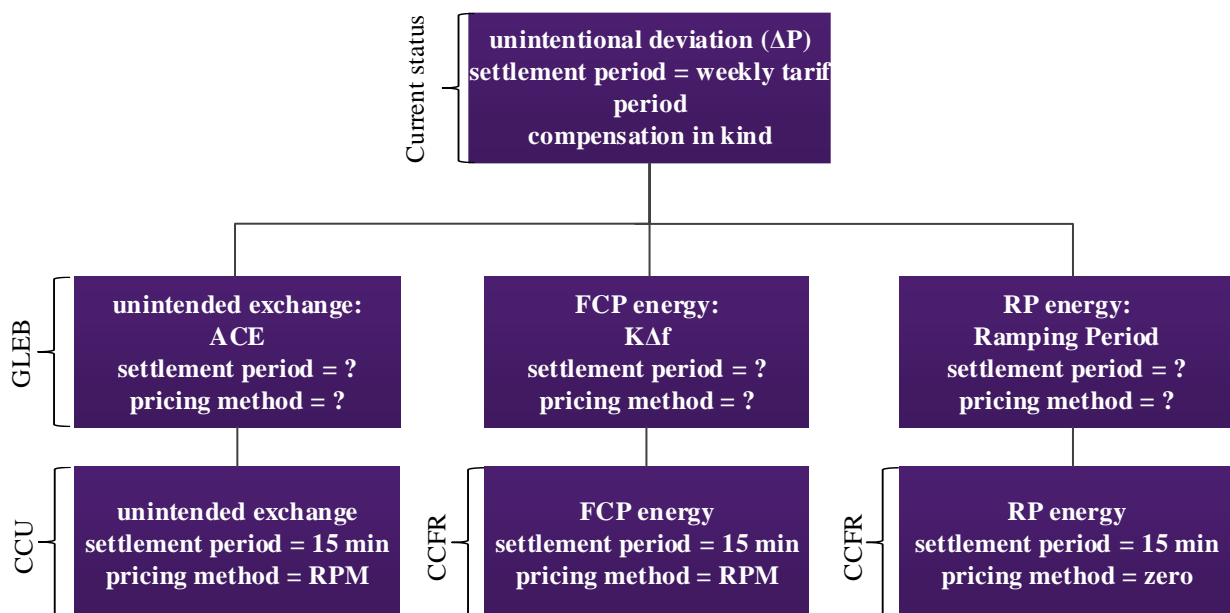 Current status
unintentional deviation (ΔP)
settlement period = weekly tarif
period
compensation in kind
GLEB
unintended exchange:
ACE
settlement period = ?
pricing method = ?
FCP energy:
KΔf
settlement period = ?
pricing method = ?
RP energy:
Ramping Period
settlement period = ?
pricing method = ?
CCU
unintended exchange
settlement period = 15 min
pricing method = RPM
CCFR
FCP energy
settlement period = 15 min
pricing method = RPM
CCFR
RP energy
settlement period = 15 min
pricing method = zero